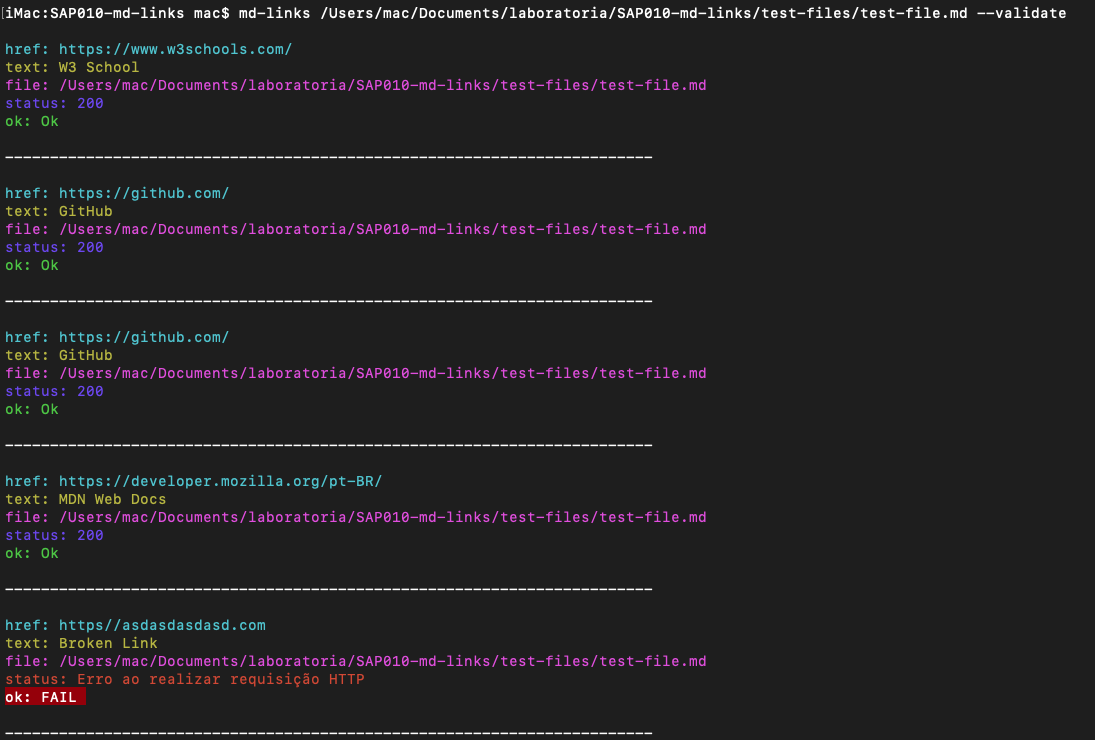 iMac:SAP010-md-links mac$ md-links /Users/mac/Documents/laboratoria/SAP010-md-links/test-files/test-file.md --validate
href: https://www.w3schools.com/
text: W3 School
file: /Users/mac/Documents/laboratoria/SAP010-md-links/test-files/test-file.md
status: 200
ok: Ok
------------------------------------------------------------------------
href: https://github.com/
text: GitHub
file: /Users/mac/Documents/laboratoria/SAP010-md-links/test-files/test-file.md
status: 200
ok: Ok
------------------------------------------------------------------------
href: https://github.com/
text: GitHub
file: /Users/mac/Documents/laboratoria/SAP010-md-links/test-files/test-file.md
status: 200
ok: Ok
------------------------------------------------------------------------
href: https://developer.mozilla.org/pt-BR/
text: MDN Web Docs
file: /Users/mac/Documents/laboratoria/SAP010-md-links/test-files/test-file.md
status: 200
ok: Ok
------------------------------------------------------------------------
href: https//asdasdasdasd.com
text: Broken Link
file: /Users/mac/Documents/laboratoria/SAP010-md-links/test-files/test-file.md
status: Erro ao realizar requisição HTTP
ok: FAIL
------------------------------------------------------------------------